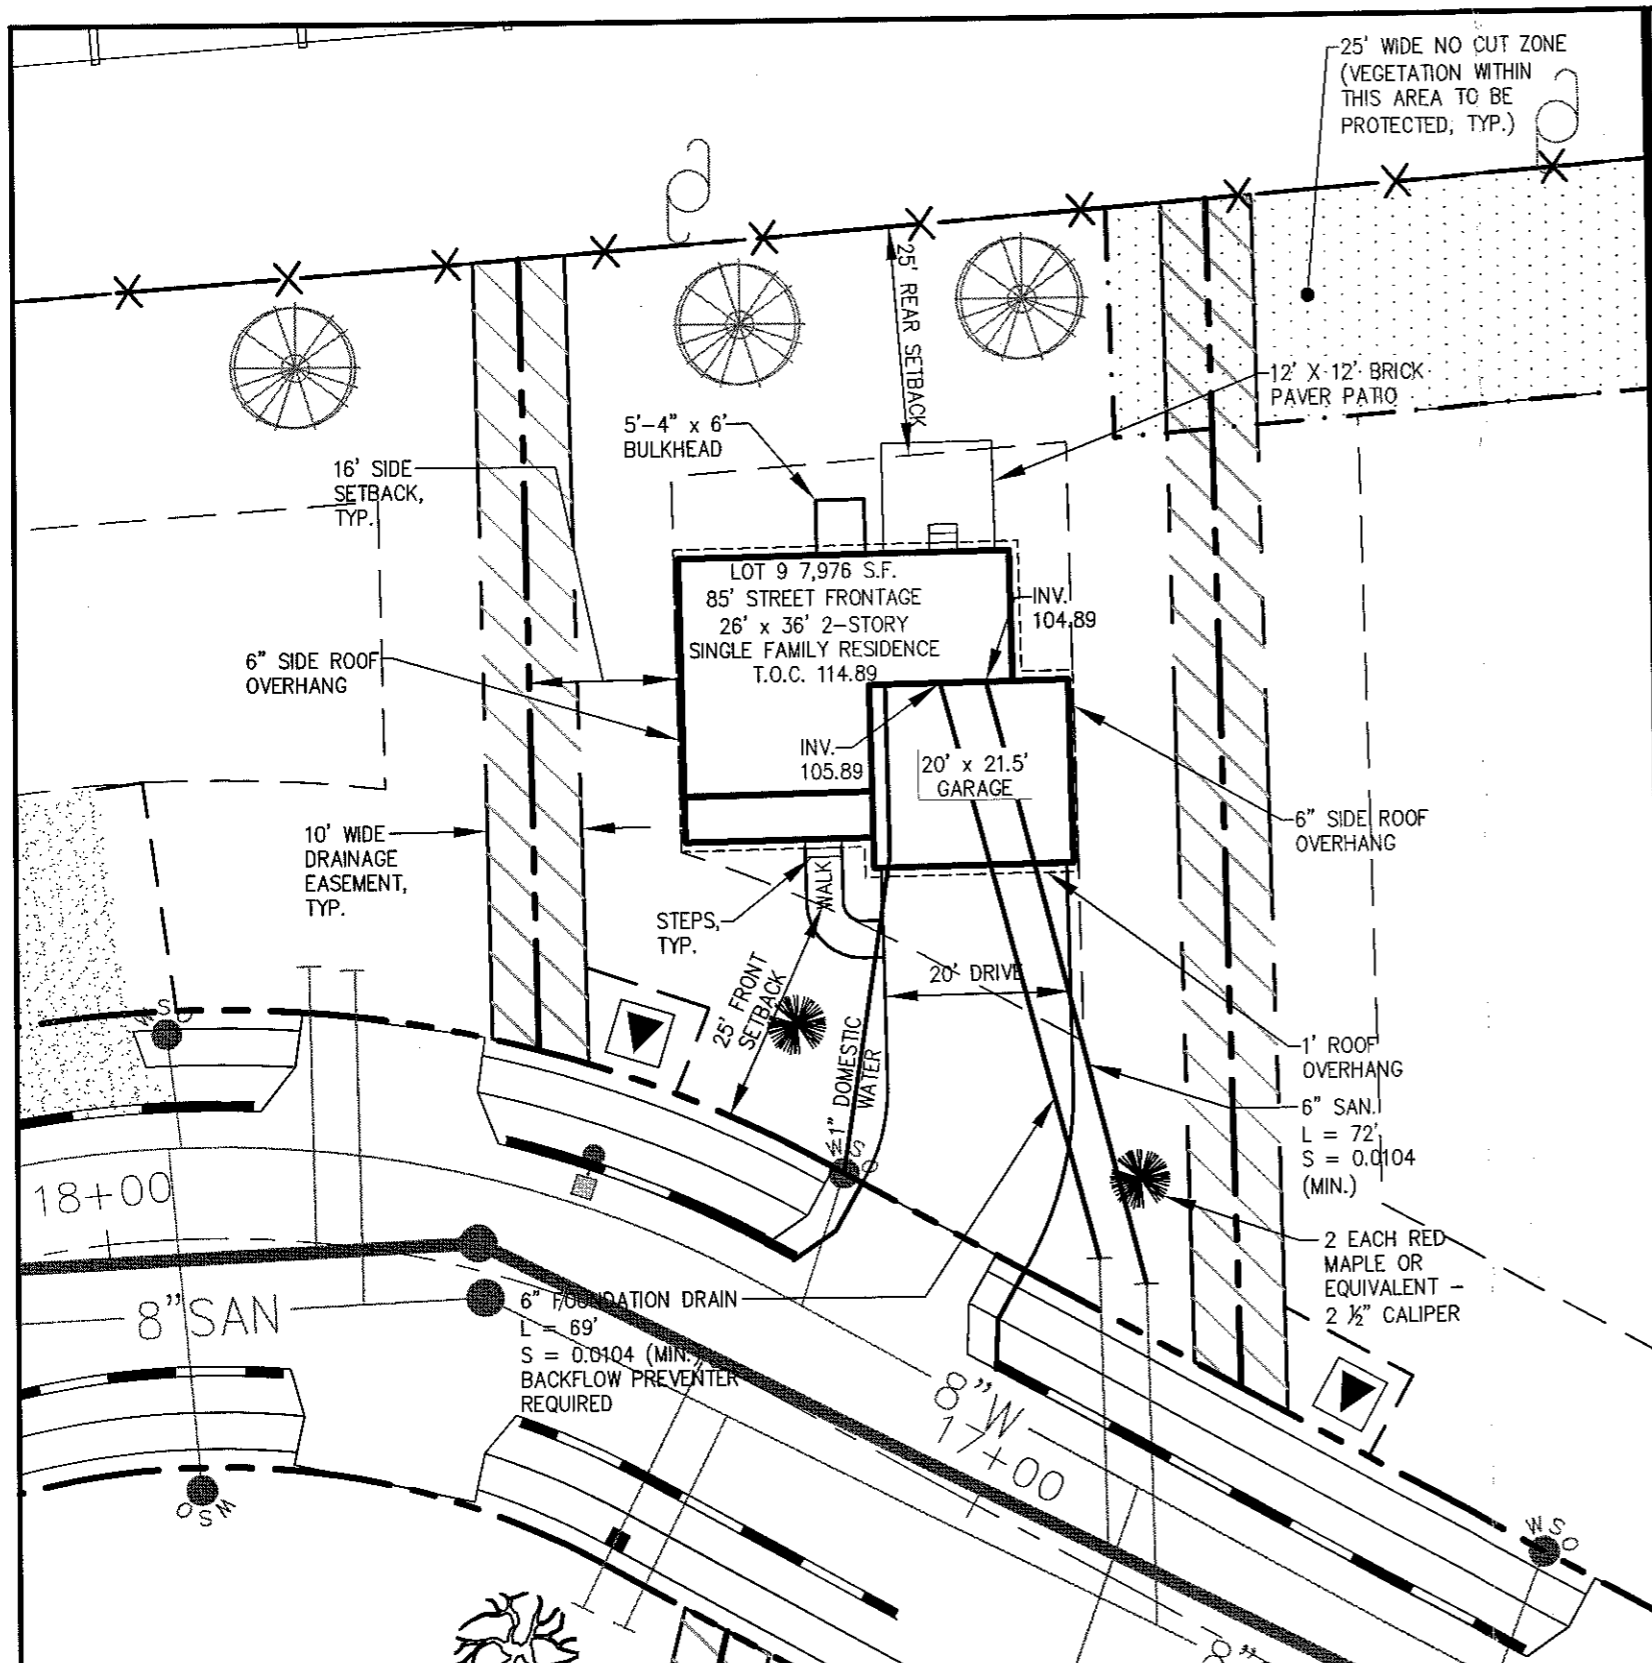 25' WIDE NO CUT ZONE
(VEGETATION WITHIN
THIS AREA TO BE
PROTECTED, TYP.)
25' REAR SETBACK
12' X 12' BRICK
PAVER PATIO
5'-4" x 6'
BULKHEAD
16' SIDE
SETBACK,
TYP.
LOT 9 7,976 S.F.
85' STREET FRONTAGE
26' x 36' 2-STORY
SINGLE FAMILY RESIDENCE
T.O.C. 114.89
INV.
104.89
6" SIDE ROOF
OVERHANG
INV.
105.89
20' x 21.5'
GARAGE
6" SIDE ROOF
OVERHANG
10' WIDE
DRAINAGE
EASEMENT,
TYP.
WALK
STEPS,
TYP.
20' DRIVE
25' FRONT
SETBACK
1" DOMESTIC
WATER
1' ROOF
OVERHANG
6" SAN.
L = 72'
S = 0.0104
(MIN.)
WSO
WSO
18+00
2 EACH RED
MAPLE OR
EQUIVALENT -
2 ½" CALIPER
8"SAN
6" FOUNDATION DRAIN
L = 69'
S = 0.0104 (MIN.)
BACKFLOW PREVENTER
REQUIRED
8"W
17+00
WSO
WSO
8"